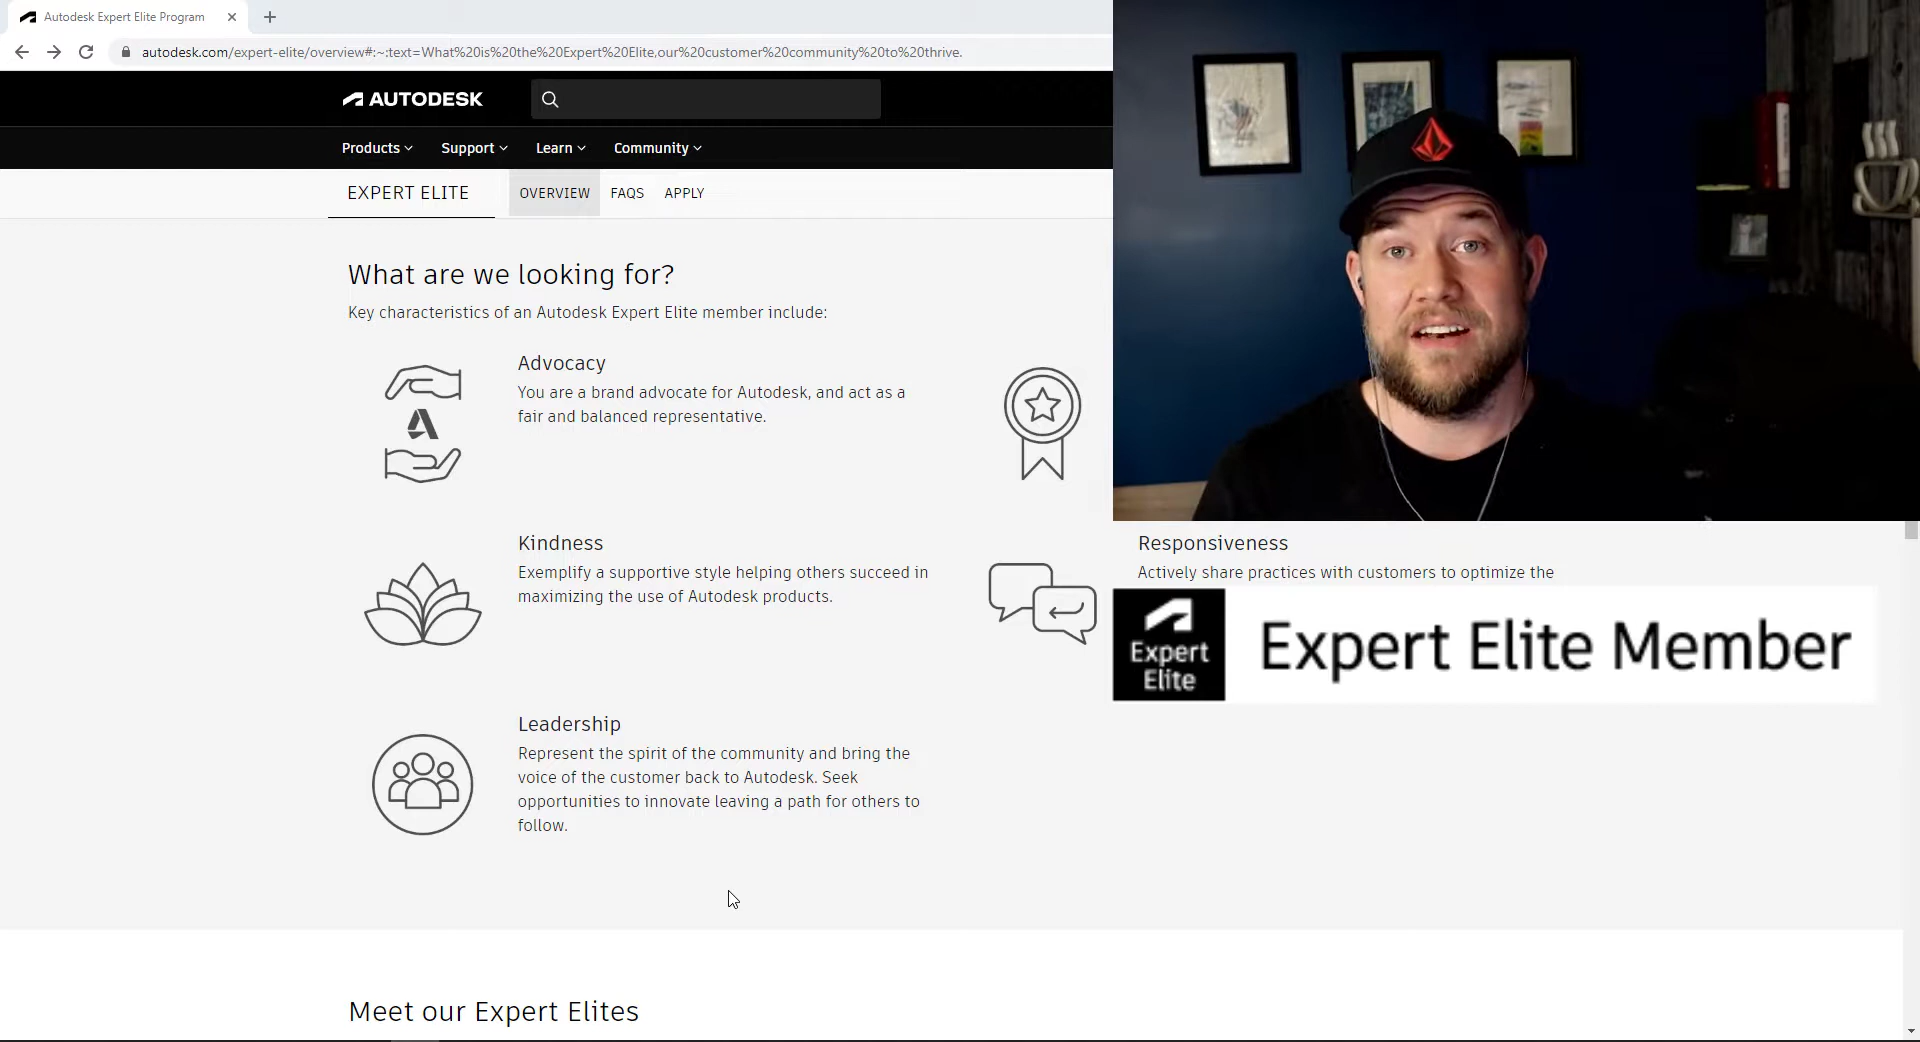 Autodesk Expert Elite Program
autodesk.com/expert-elite/overview#:~:text=What%20is%20the%20Expert%20Elite,our%20customer%20community%20to%20thrive.
AUTODESK
Products
Support
Learn
Community
EXPERT ELITE
OVERVIEW
FAQS
APPLY
What are we looking for?
Key characteristics of an Autodesk Expert Elite member include:
Advocacy
You are a brand advocate for Autodesk, and act as a
fair and balanced representative.
Kindness
Exemplify a supportive style helping others succeed in
maximizing the use of Autodesk products.
Responsiveness
Actively share practices with customers to optimize the
Expert
Elite
Expert Elite Member
Leadership
Represent the spirit of the community and bring the
voice of the customer back to Autodesk. Seek
opportunities to innovate leaving a path for others to
follow.
Meet our Expert Elites